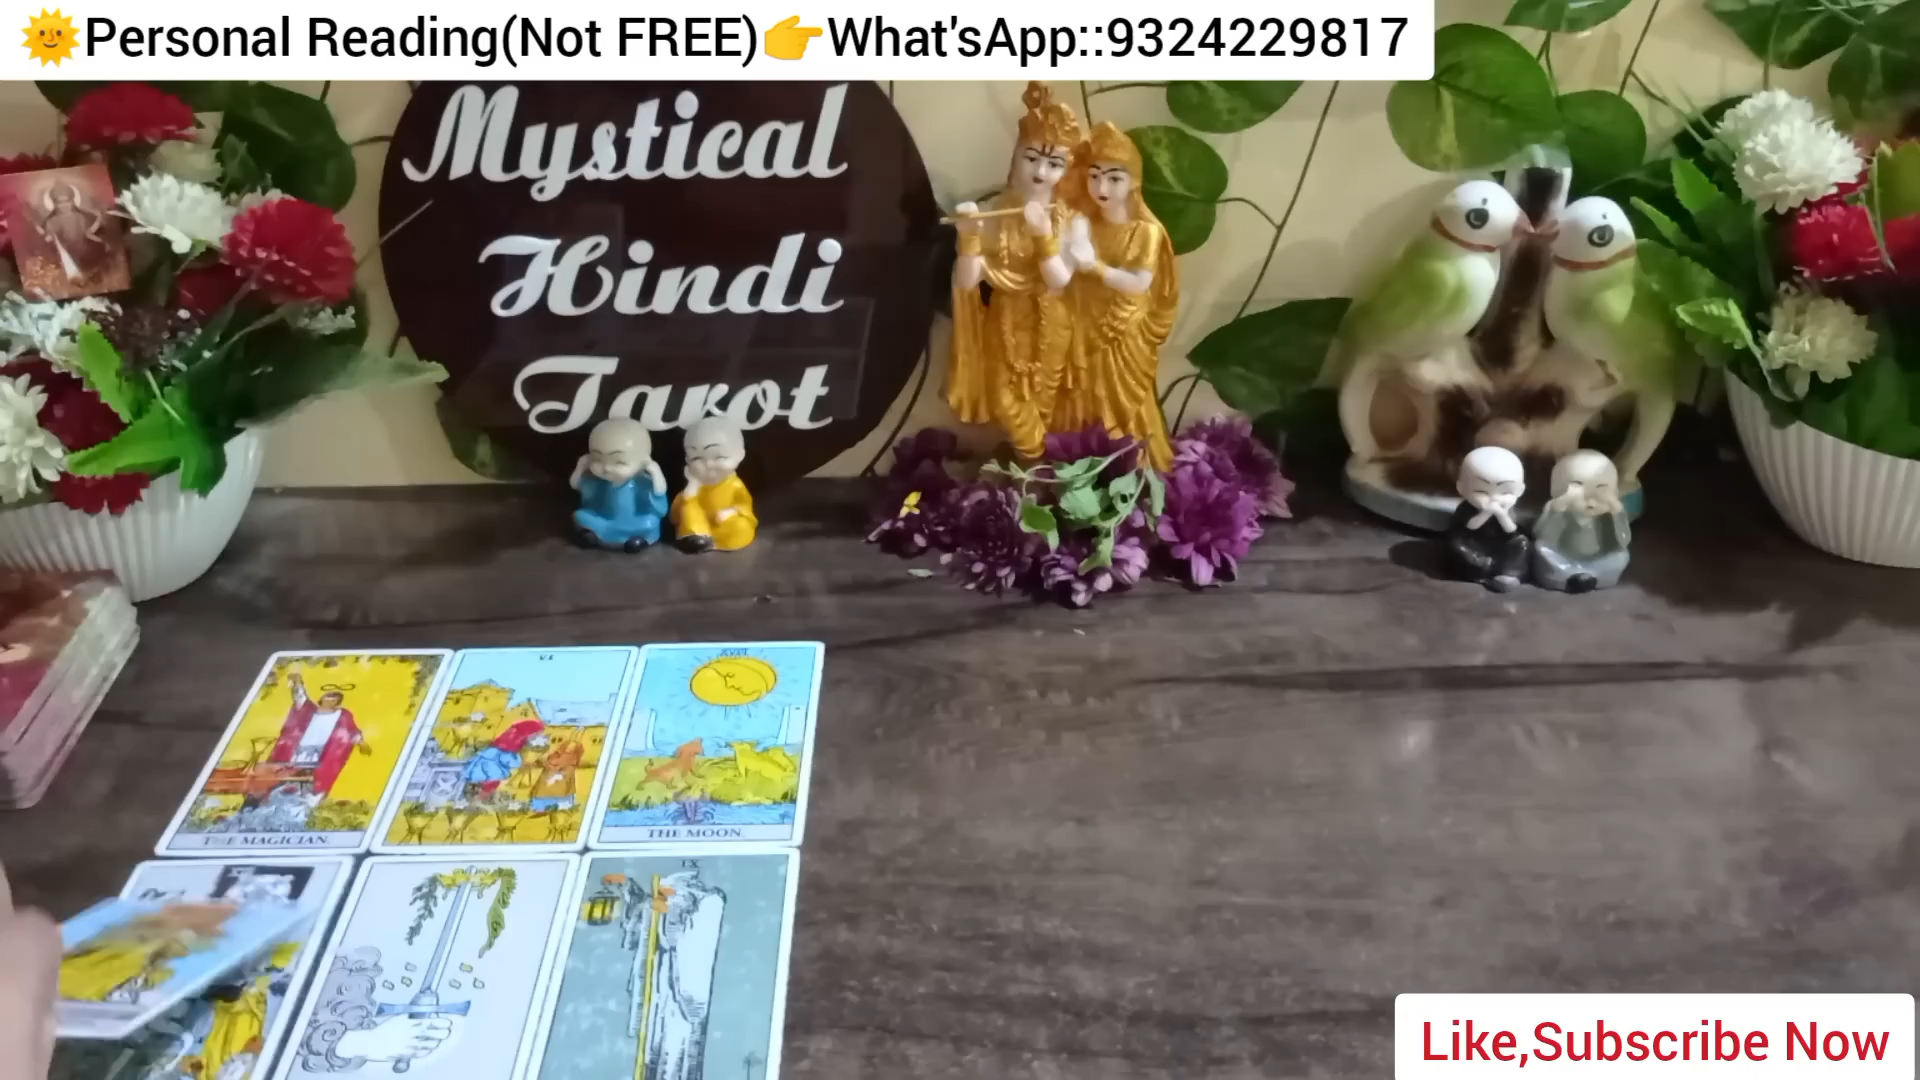 🌞Personal Reading(Not FREE)👉What'sApp::9324229817
Mystical
Hindi
Tarot
VI
THE MAGICIAN.
THE MOON.
IX
Like,Subscribe Now